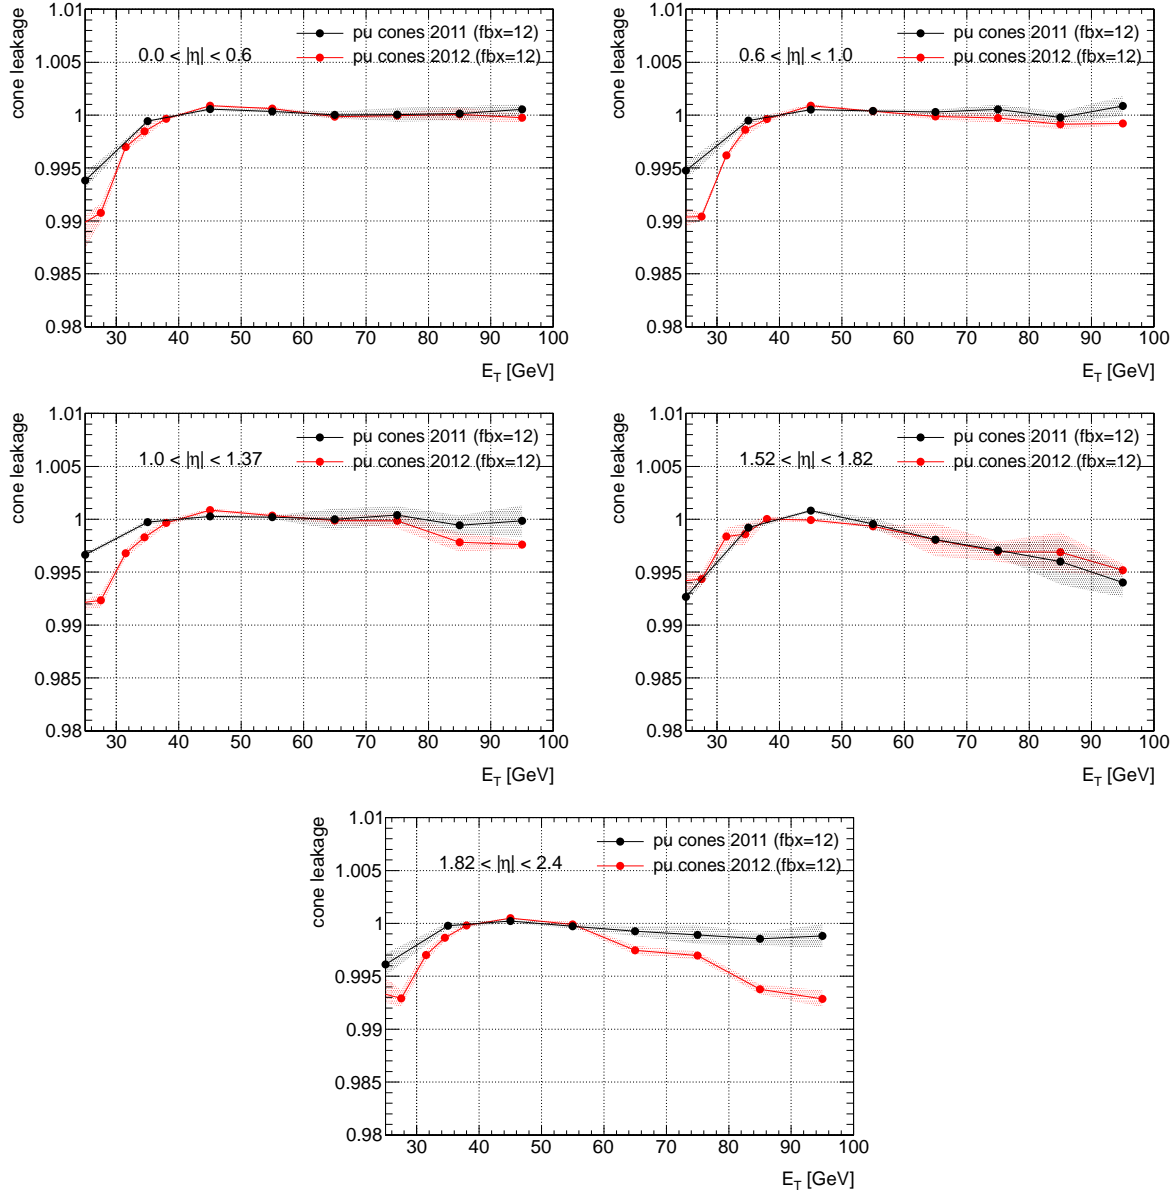 cone leakage
1.01
1.005
1
0.995
0.99
0.985
0.98
0.0 < |η| < 0.6
pu cones 2011 (fbx=12)
pu cones 2012 (fbx=12)
30 40 50 60 70 80 90 100
E_T [GeV]
cone leakage
1.01
1.005
1
0.995
0.99
0.985
0.98
0.6 < |η| < 1.0
pu cones 2011 (fbx=12)
pu cones 2012 (fbx=12)
30 40 50 60 70 80 90 100
E_T [GeV]
cone leakage
1.01
1.005
1
0.995
0.99
0.985
0.98
1.0 < |η| < 1.37
pu cones 2011 (fbx=12)
pu cones 2012 (fbx=12)
30 40 50 60 70 80 90 100
E_T [GeV]
cone leakage
1.01
1.005
1
0.995
0.99
0.985
0.98
1.52 < |η| < 1.82
pu cones 2011 (fbx=12)
pu cones 2012 (fbx=12)
30 40 50 60 70 80 90 100
E_T [GeV]
cone leakage
1.01
1.005
1
0.995
0.99
0.985
0.98
1.82 < |η| < 2.4
pu cones 2011 (fbx=12)
pu cones 2012 (fbx=12)
30 40 50 60 70 80 90 100
E_T [GeV]